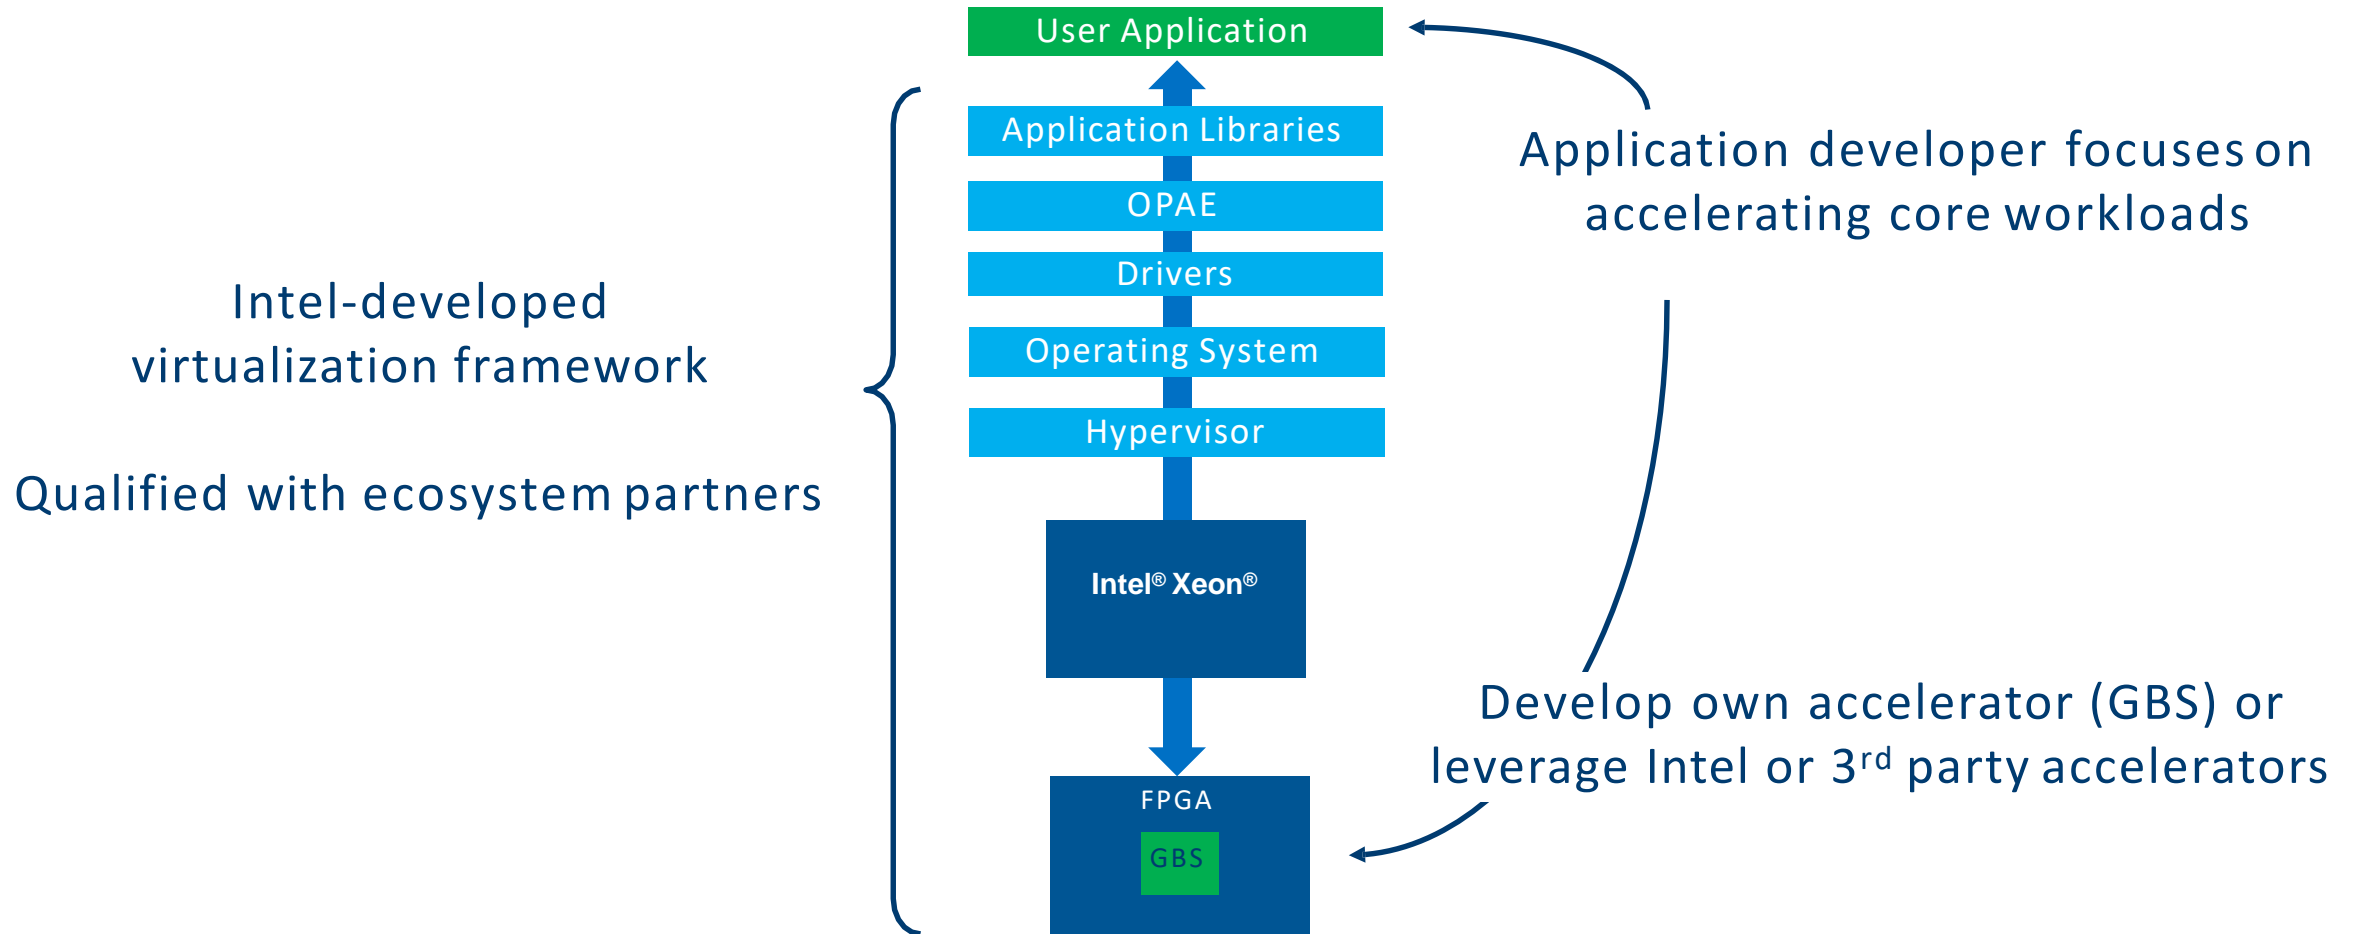 User Application
Application Libraries
OPAE
Drivers
Operating System
Hypervisor
Intel® Xeon®
FPGA
GBS
Intel-developed
virtualization framework
Qualified with ecosystem partners
Application developer focuses on
accelerating core workloads
Develop own accelerator (GBS) or
leverage Intel or 3rd party accelerators